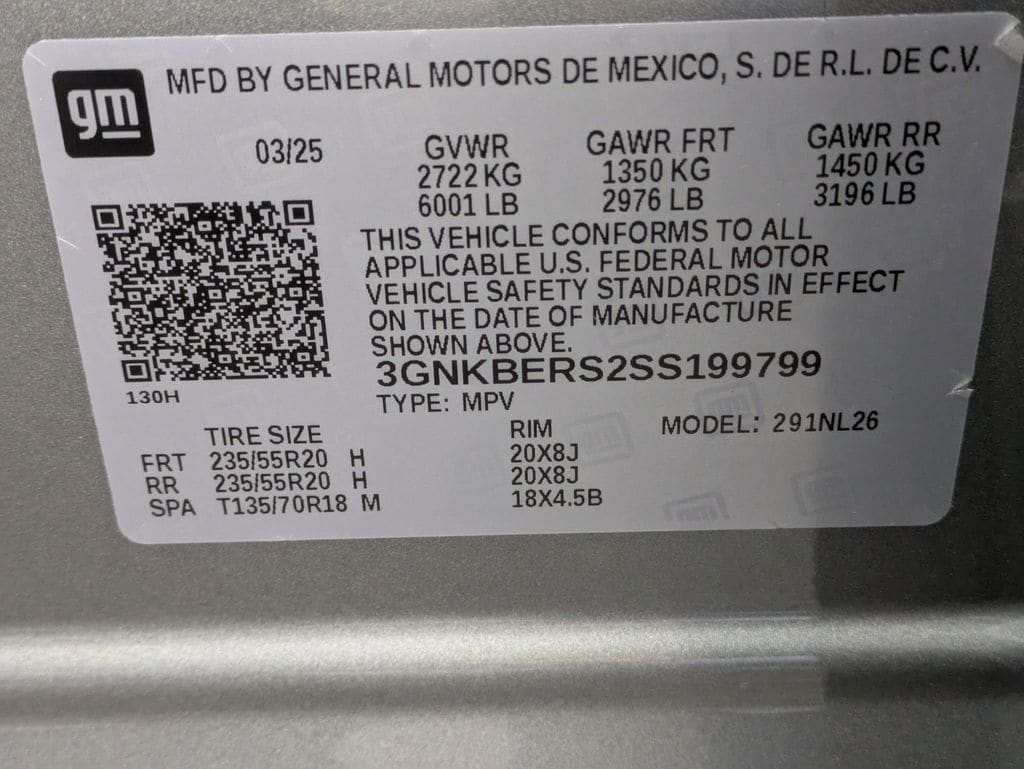 gm
MFD BY GENERAL MOTORS DE MEXICO, S. DE R.L. DE C.V.
03/25 GVWR GAWR FRT GAWR RR
2722 KG 1350 KG 1450 KG
6001 LB 2976 LB 3196 LB
THIS VEHICLE CONFORMS TO ALL
APPLICABLE U.S. FEDERAL MOTOR
VEHICLE SAFETY STANDARDS IN EFFECT
ON THE DATE OF MANUFACTURE
SHOWN ABOVE.
3GNKBERS2SS199799
130H
TYPE: MPV
TIRE SIZE RIM MODEL: 291NL26
FRT 235/55R20 H 20X8J
RR 235/55R20 H 20X8J
SPA T135/70R18 M 18X4.5B